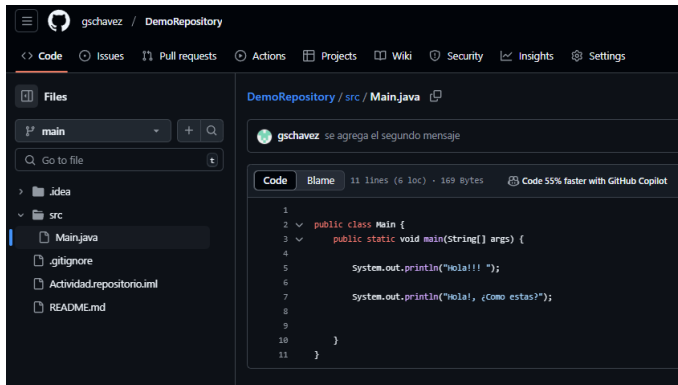 gschavez / DemoRepository
Code Issues Pull requests Actions Projects Wiki Security Insights Settings
Files
main
Go to file t
.idea
src
Main.java
.gitignore
Actividad.repositorio.iml
README.md
DemoRepository / src / Main.java
gschavez se agrega el segundo mensaje
Code Blame 11 lines (6 loc) · 169 Bytes Code 55% faster with GitHub Copilot
1
2 public class Main {
3 public static void main(String[] args) {
4
5 System.out.println("Hola!!! ");
6
7 System.out.println("Hola!, ¿Como estas?");
8
9
10 }
11 }